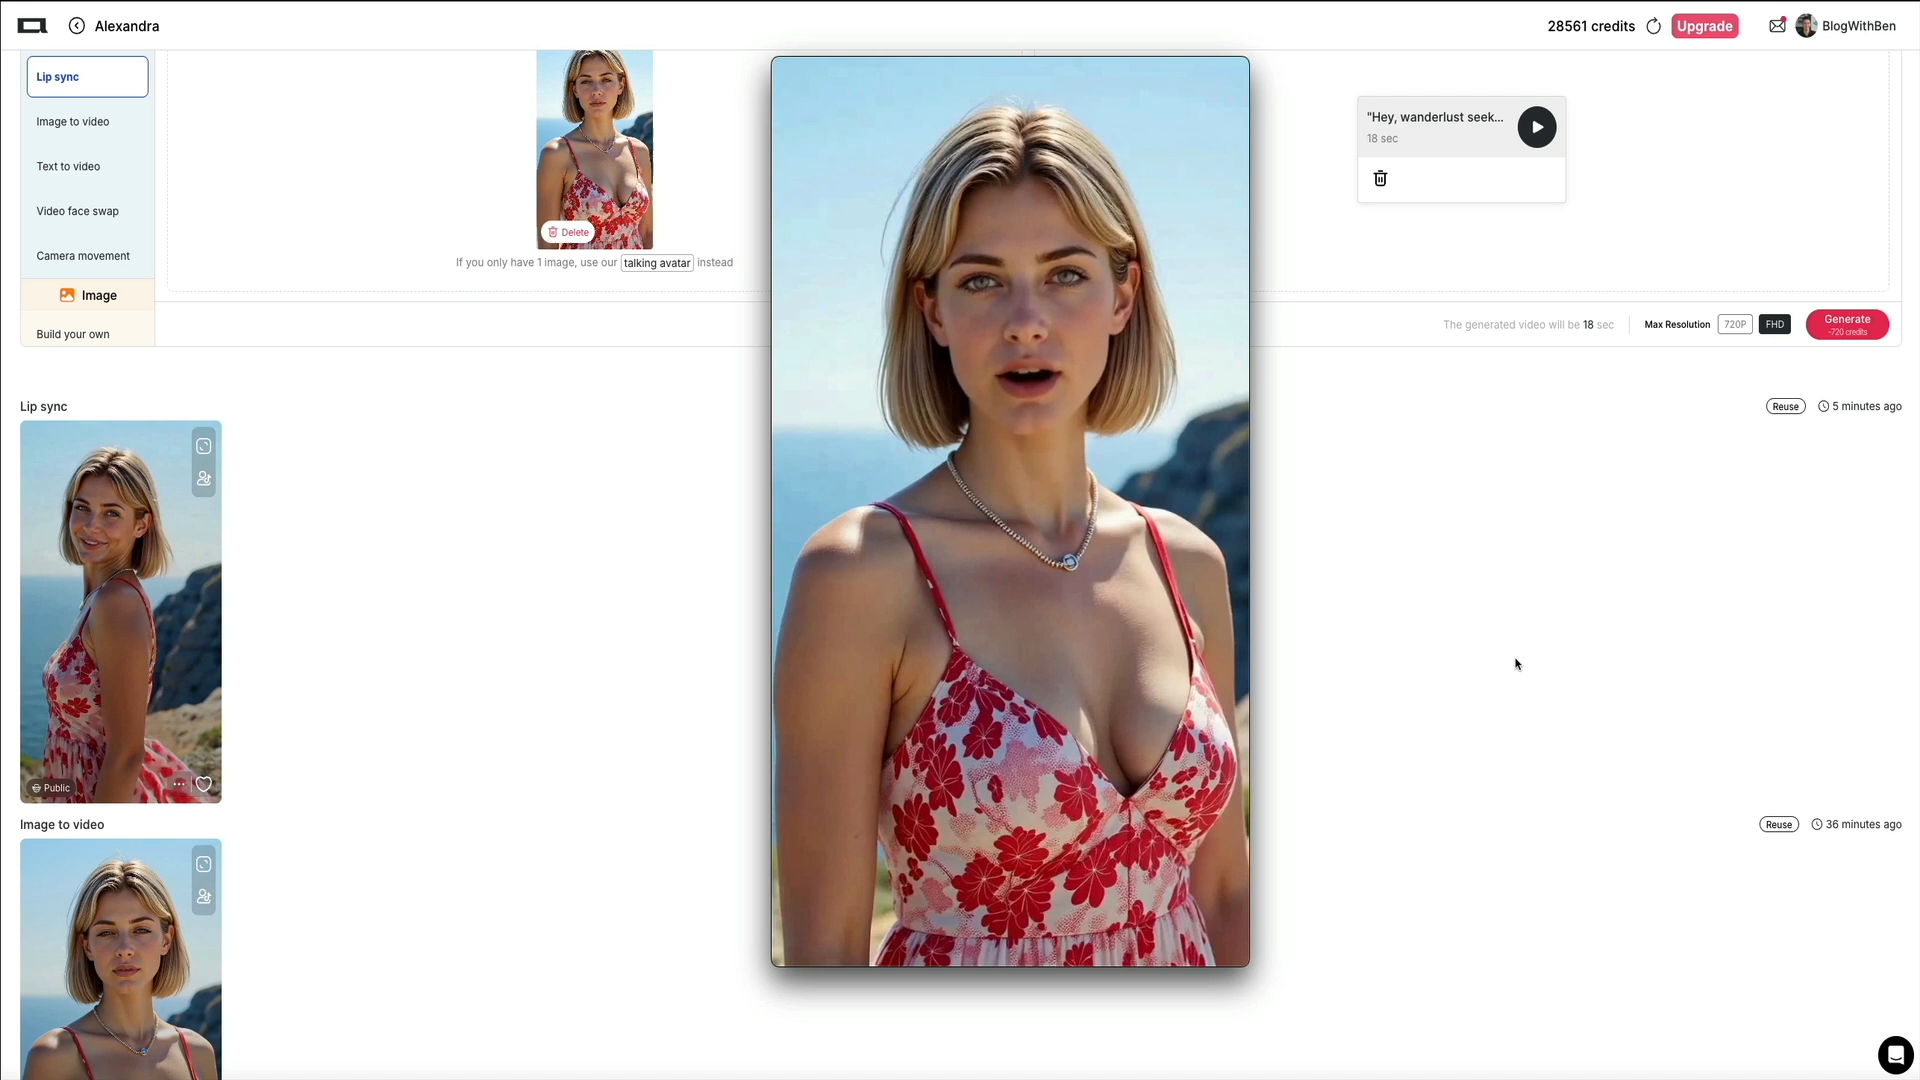 Alexandra
28561 credits
Upgrade
BlogWithBen
Lip sync
Image to video
Text to video
Video face swap
Camera movement
Image
Build your own
Delete
If you only have 1 image, use our talking avatar instead
"Hey, wanderlust seek...
18 sec
The generated video will be 18 sec
Max Resolution
720P
FHD
Generate
-720 credits
Lip sync
Reuse
5 minutes ago
Public
Image to video
Reuse
36 minutes ago